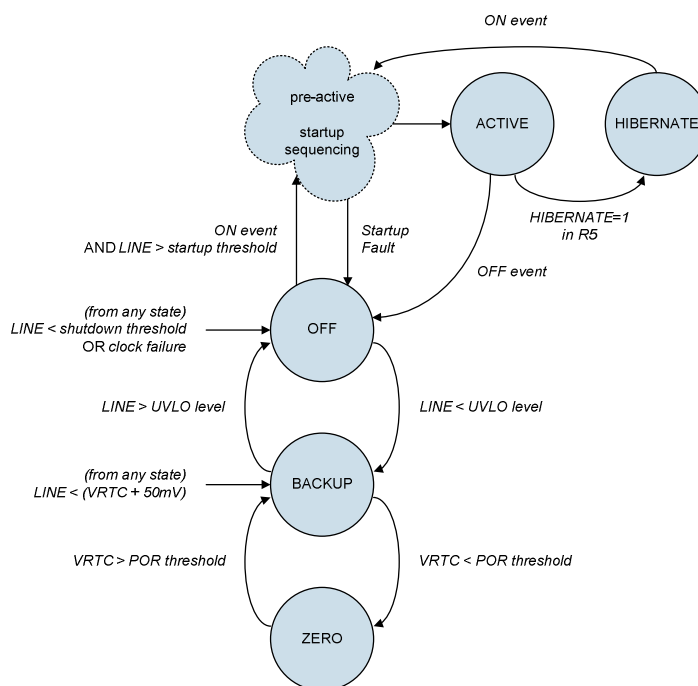 ON event
pre-active
startup
sequencing
ACTIVE
HIBERNATE
HIBERNATE=1
in R5
ON event
AND LINE > startup threshold
Startup
Fault
OFF event
(from any state)
LINE < shutdown threshold
OR clock failure
OFF
LINE > UVLO level
LINE < UVLO level
(from any state)
LINE < (VRTC + 50mV)
BACKUP
VRTC > POR threshold
VRTC < POR threshold
ZERO